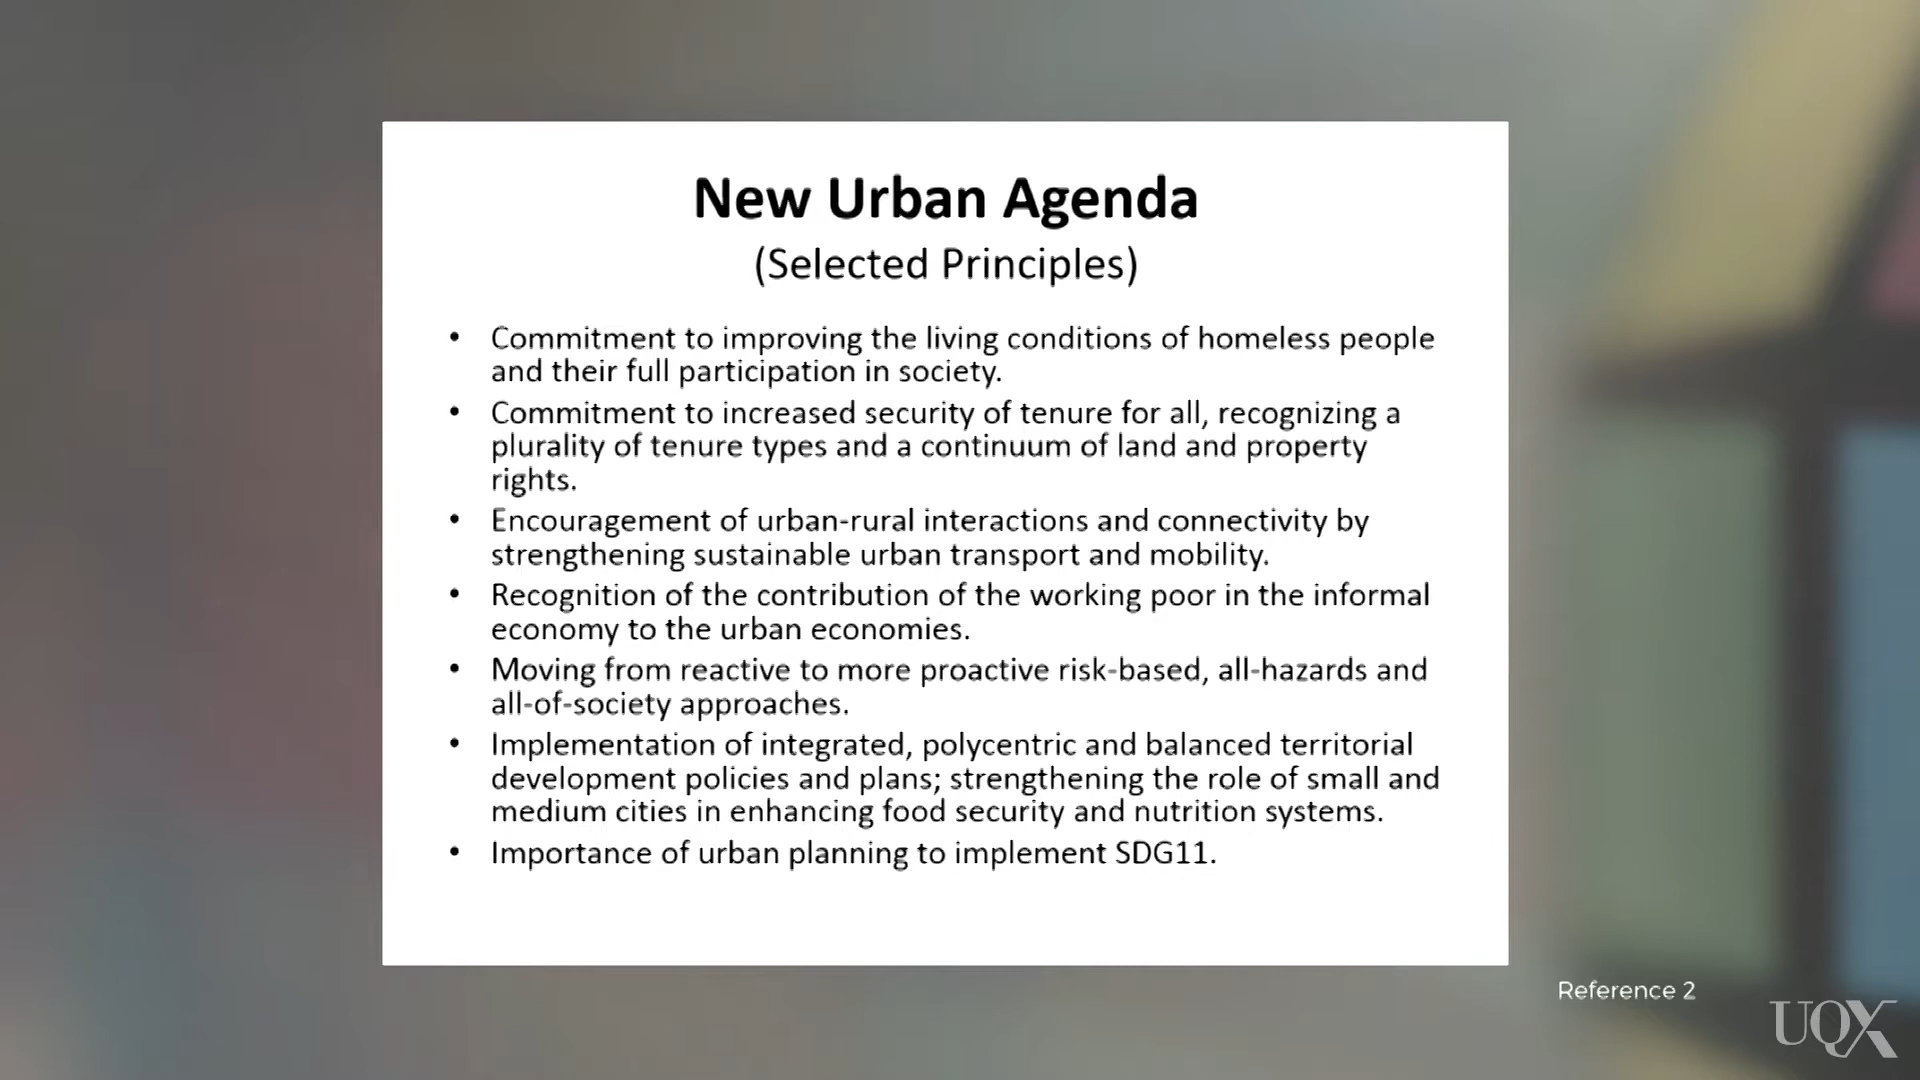 New Urban Agenda
(Selected Principles)
• Commitment to improving the living conditions of homeless people
and their full participation in society.
• Commitment to increased security of tenure for all, recognizing a
plurality of tenure types and a continuum of land and property
rights.
• Encouragement of urban-rural interactions and connectivity by
strengthening sustainable urban transport and mobility.
• Recognition of the contribution of the working poor in the informal
economy to the urban economies.
• Moving from reactive to more proactive risk-based, all-hazards and
all-of-society approaches.
• Implementation of integrated, polycentric and balanced territorial
development policies and plans; strengthening the role of small and
medium cities in enhancing food security and nutrition systems.
• Importance of urban planning to implement SDG11.
Reference 2
UQX